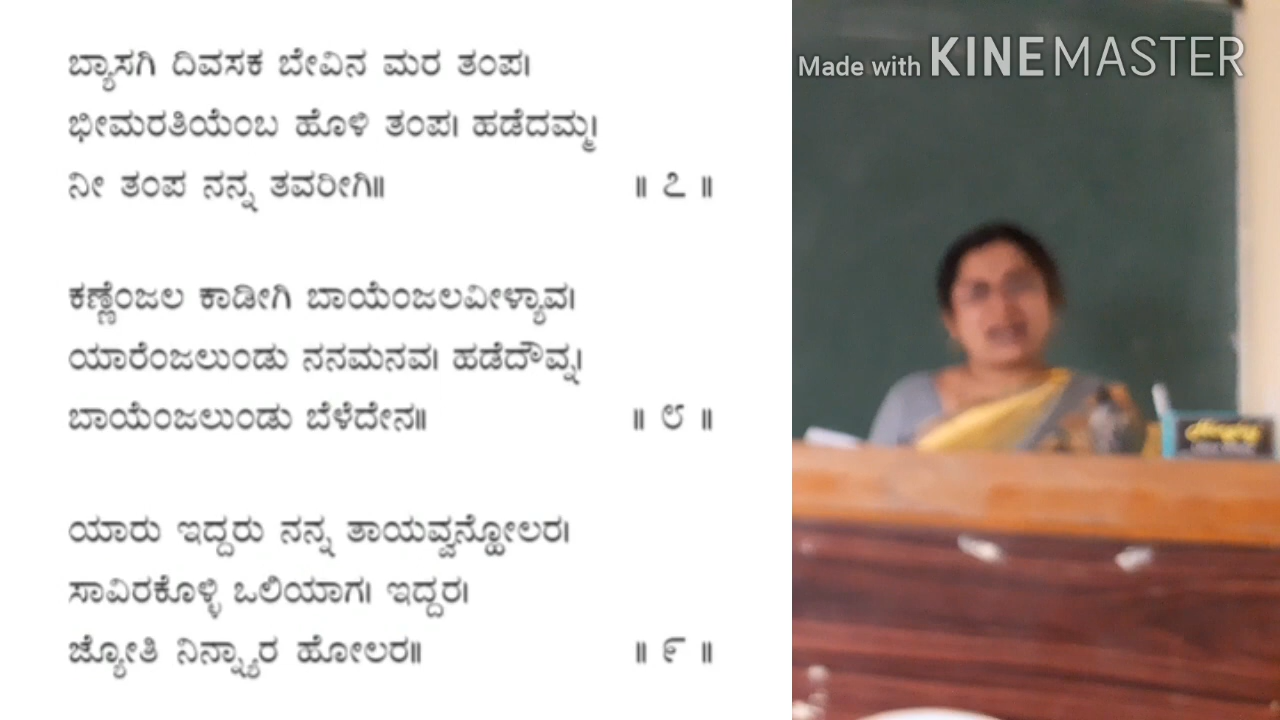 ಬ್ಯಾಸಗಿ ದಿವಸಕ ಬೇವಿನ ಮರ ತಂಪ।
ಭೀಮರತಿಯೆಂಬ ಹೊಳಿ ತಂಪ। ಹಡೆದಮ್ಮ।
ನೀ ತಂಪ ನನ್ನ ತವರೀಗಿ॥ ॥ ೭ ॥
ಕಣ್ಣೆಂಜಲ ಕಾಡೀಗಿ ಬಾಯೆಂಜಲವೀಳ್ಯಾವ।
ಯಾರೆಂಜಲುಂಡು ನನಮನವ। ಹಡೆದೌವ್ನ।
ಬಾಯೆಂಜಲುಂಡು ಬೆಳೆದೇನ॥ ॥ ೮ ॥
ಯಾರು ಇದ್ದರು ನನ್ನ ತಾಯವ್ವನ್ಹೋಲರ।
ಸಾವಿರಕೊಳ್ಳಿ ಒಲಿಯಾಗ। ಇದ್ದರ।
ಜ್ಯೋತಿ ನಿನ್ನ್ಯಾರ ಹೋಲರ॥ ॥ ೯ ॥
Made with KINEMASTER